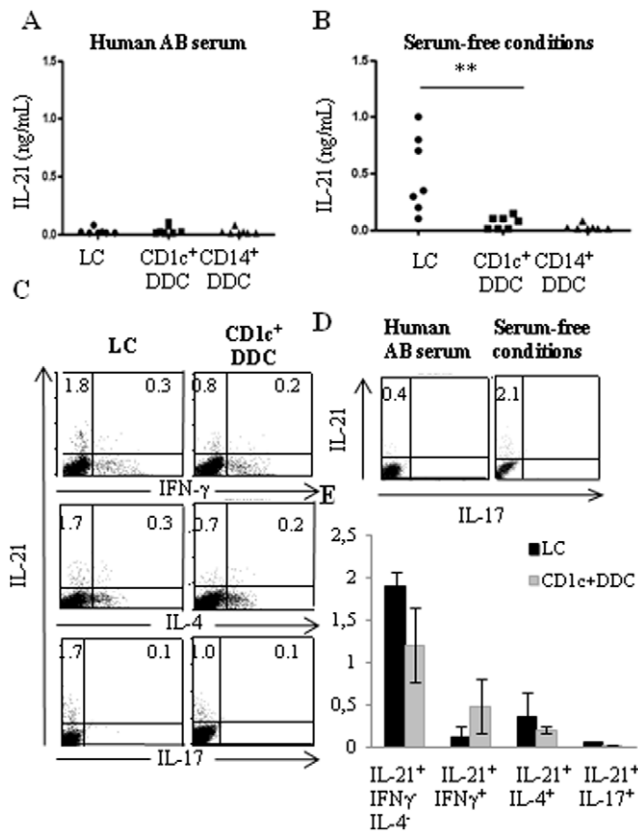 A
Human AB serum
IL-21 (ng/mL)
1.5
1.0
0.5
0.0
LC CD1c+ DDC CD14+ DDC
B
Serum-free conditions
**
IL-21 (ng/mL)
1.5
1.0
0.5
0.0
LC CD1c+ DDC CD14+ DDC
C
LC
CD1c+ DDC
IL-21
1.8 0.3 0.8 0.2
IFN-γ
1.7 0.3 0.7 0.2
IL-4
1.7 0.1 1.0 0.1
IL-17
D
Human AB serum
Serum-free conditions
IL-21
0.4 2.1
IL-17
E
LC
CD1c+DDC
2,5
2
1,5
1
0,5
0
IL-21+ IFNγ- IL-4-
IL-21+ IFNγ+
IL-21+ IL-4+
IL-21+ IL-17+